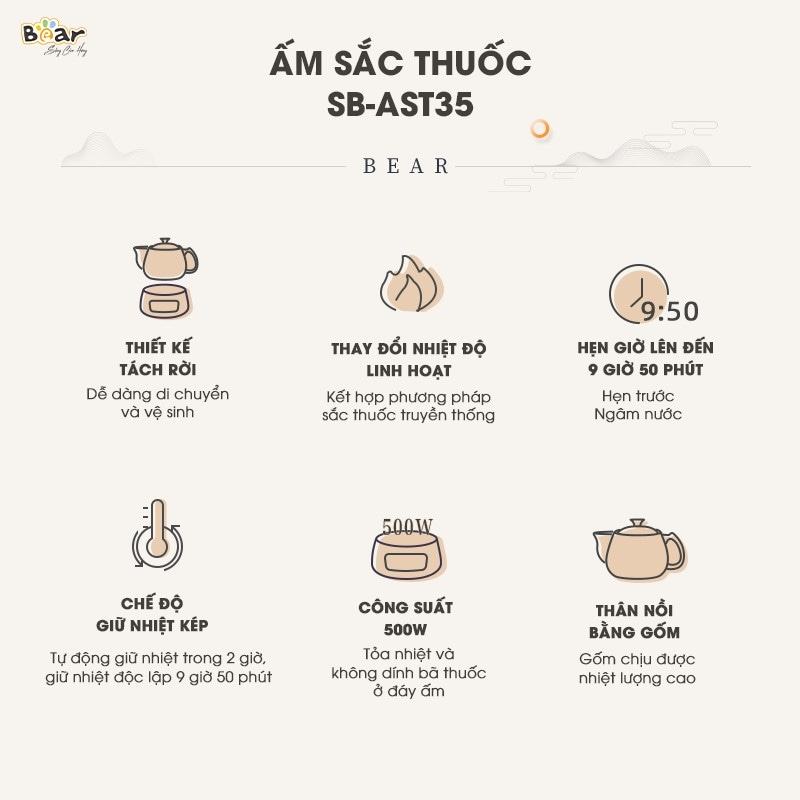 Bear
Sống Cân Bằng
ẤM SẮC THUỐC
SB-AST35
BEAR
THIẾT KẾ
TÁCH RỜI
Dễ dàng di chuyển
và vệ sinh
THAY ĐỔI NHIỆT ĐỘ
LINH HOẠT
Kết hợp phương pháp
sắc thuốc truyền thống
9:50
HẸN GIỜ LÊN ĐẾN
9 GIỜ 50 PHÚT
Hẹn trước
Ngâm nước
CHẾ ĐỘ
GIỮ NHIỆT KÉP
Tự động giữ nhiệt trong 2 giờ,
giữ nhiệt độc lập 9 giờ 50 phút
500W
CÔNG SUẤT
500W
Tỏa nhiệt và
không dính bã thuốc
ở đáy ấm
THÂN NỒI
BẰNG GỐM
Gốm chịu được
nhiệt lượng cao